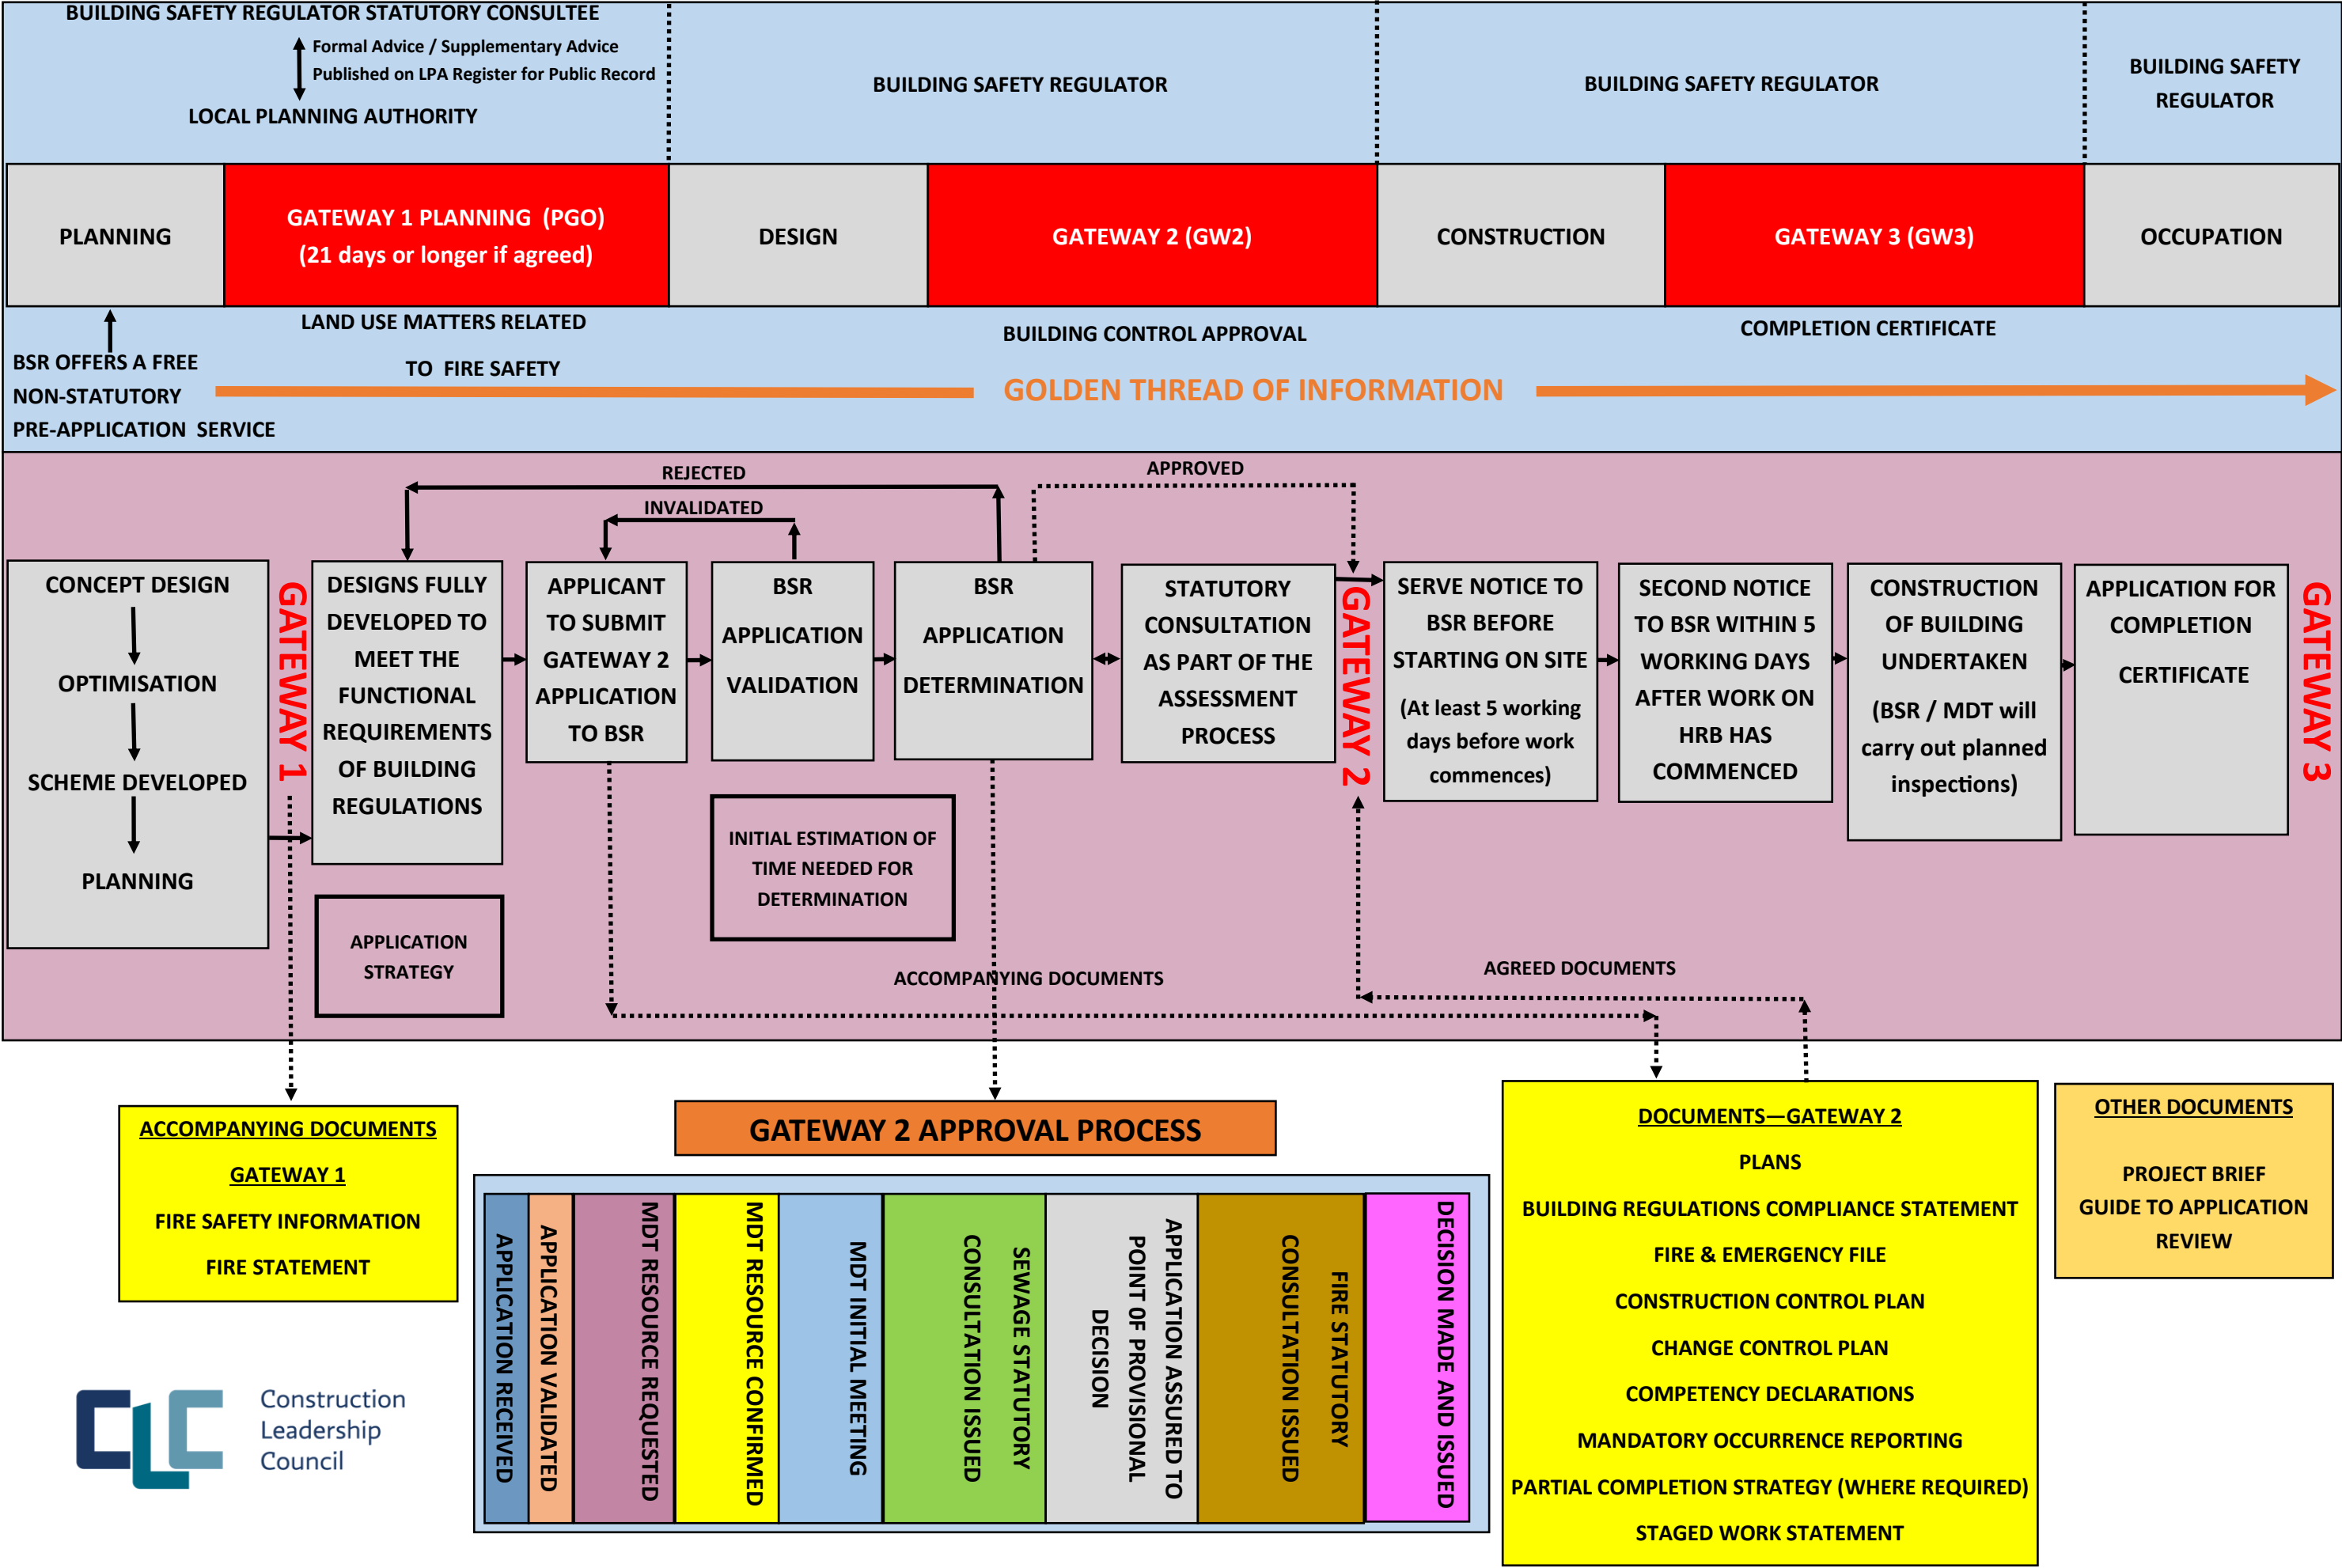 BUILDING SAFETY REGULATOR STATUTORY CONSULTEE
Formal Advice / Supplementary Advice
Published on LPA Register for Public Record
LOCAL PLANNING AUTHORITY
BUILDING SAFETY REGULATOR
BUILDING SAFETY REGULATOR
BUILDING SAFETY
REGULATOR
PLANNING
GATEWAY 1 PLANNING (PGO)
(21 days or longer if agreed)
DESIGN
GATEWAY 2 (GW2)
CONSTRUCTION
GATEWAY 3 (GW3)
OCCUPATION
LAND USE MATTERS RELATED
TO FIRE SAFETY
BUILDING CONTROL APPROVAL
COMPLETION CERTIFICATE
BSR OFFERS A FREE
NON-STATUTORY
PRE-APPLICATION SERVICE
GOLDEN THREAD OF INFORMATION
REJECTED
INVALIDATED
APPROVED
CONCEPT DESIGN
OPTIMISATION
SCHEME DEVELOPED
PLANNING
GATEWAY 1
DESIGNS FULLY
DEVELOPED TO
MEET THE
FUNCTIONAL
REQUIREMENTS
OF BUILDING
REGULATIONS
APPLICANT
TO SUBMIT
GATEWAY 2
APPLICATION
TO BSR
BSR
APPLICATION
VALIDATION
BSR
APPLICATION
DETERMINATION
STATUTORY
CONSULTATION
AS PART OF THE
ASSESSMENT
PROCESS
GATEWAY 2
SERVE NOTICE TO
BSR BEFORE
STARTING ON SITE
(At least 5 working
days before work
commences)
SECOND NOTICE
TO BSR WITHIN 5
WORKING DAYS
AFTER WORK ON
HRB HAS
COMMENCED
CONSTRUCTION
OF BUILDING
UNDERTAKEN
(BSR / MDT will
carry out planned
inspections)
APPLICATION FOR
COMPLETION
CERTIFICATE
GATEWAY 3
APPLICATION
STRATEGY
INITIAL ESTIMATION OF
TIME NEEDED FOR
DETERMINATION
ACCOMPANYING DOCUMENTS
AGREED DOCUMENTS
ACCOMPANYING DOCUMENTS
GATEWAY 1
FIRE SAFETY INFORMATION
FIRE STATEMENT
GATEWAY 2 APPROVAL PROCESS
APPLICATION RECEIVED
APPLICATION VALIDATED
MDT RESOURCE REQUESTED
MDT RESOURCE CONFIRMED
MDT INITIAL MEETING
SEWAGE STATUTORY
CONSULTATION ISSUED
APPLICATION ASSURED TO
POINT 0F PROVISIONAL
DECISION
FIRE STATUTORY
CONSULTATION ISSUED
DECISION MADE AND ISSUED
DOCUMENTS—GATEWAY 2
PLANS
BUILDING REGULATIONS COMPLIANCE STATEMENT
FIRE & EMERGENCY FILE
CONSTRUCTION CONTROL PLAN
CHANGE CONTROL PLAN
COMPETENCY DECLARATIONS
MANDATORY OCCURRENCE REPORTING
PARTIAL COMPLETION STRATEGY (WHERE REQUIRED)
STAGED WORK STATEMENT
OTHER DOCUMENTS
PROJECT BRIEF
GUIDE TO APPLICATION
REVIEW
CLC
Construction
Leadership
Council